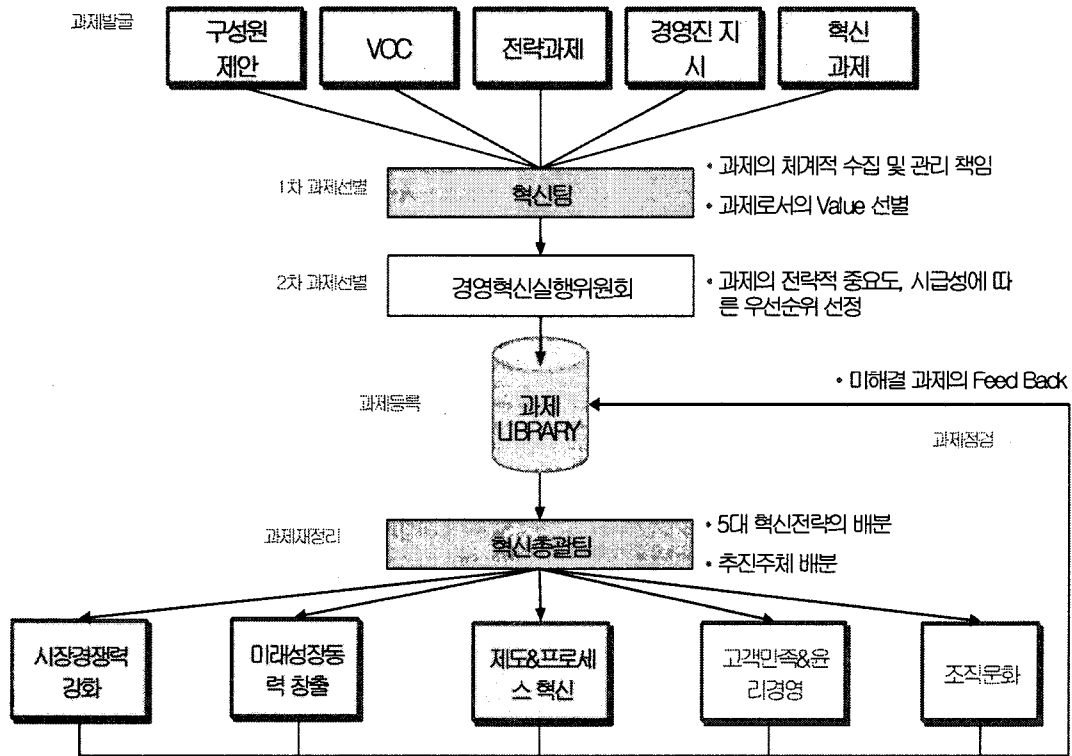 과제발굴
구성원
제안
VOC
전략과제
경영진 지
시
혁신
과제
1차 과제선별
혁신팀
• 과제의 체계적 수집 및 관리 책임
• 과제로서의 Value 선별
2차 과제선별
경영혁신실행위원회
• 과제의 전략적 중요도, 시급성에 따
른 우선순위 선정
과제등록
과제
LIBRARY
• 미해결 과제의 Feed Back
과제점검
과제재정리
혁신총괄팀
• 5대 혁신전략의 배분
• 추진주체 배분
시장경쟁력
강화
미래성장동
력 창출
제도&프로세
스 혁신
고객만족&윤
리경영
조직문화